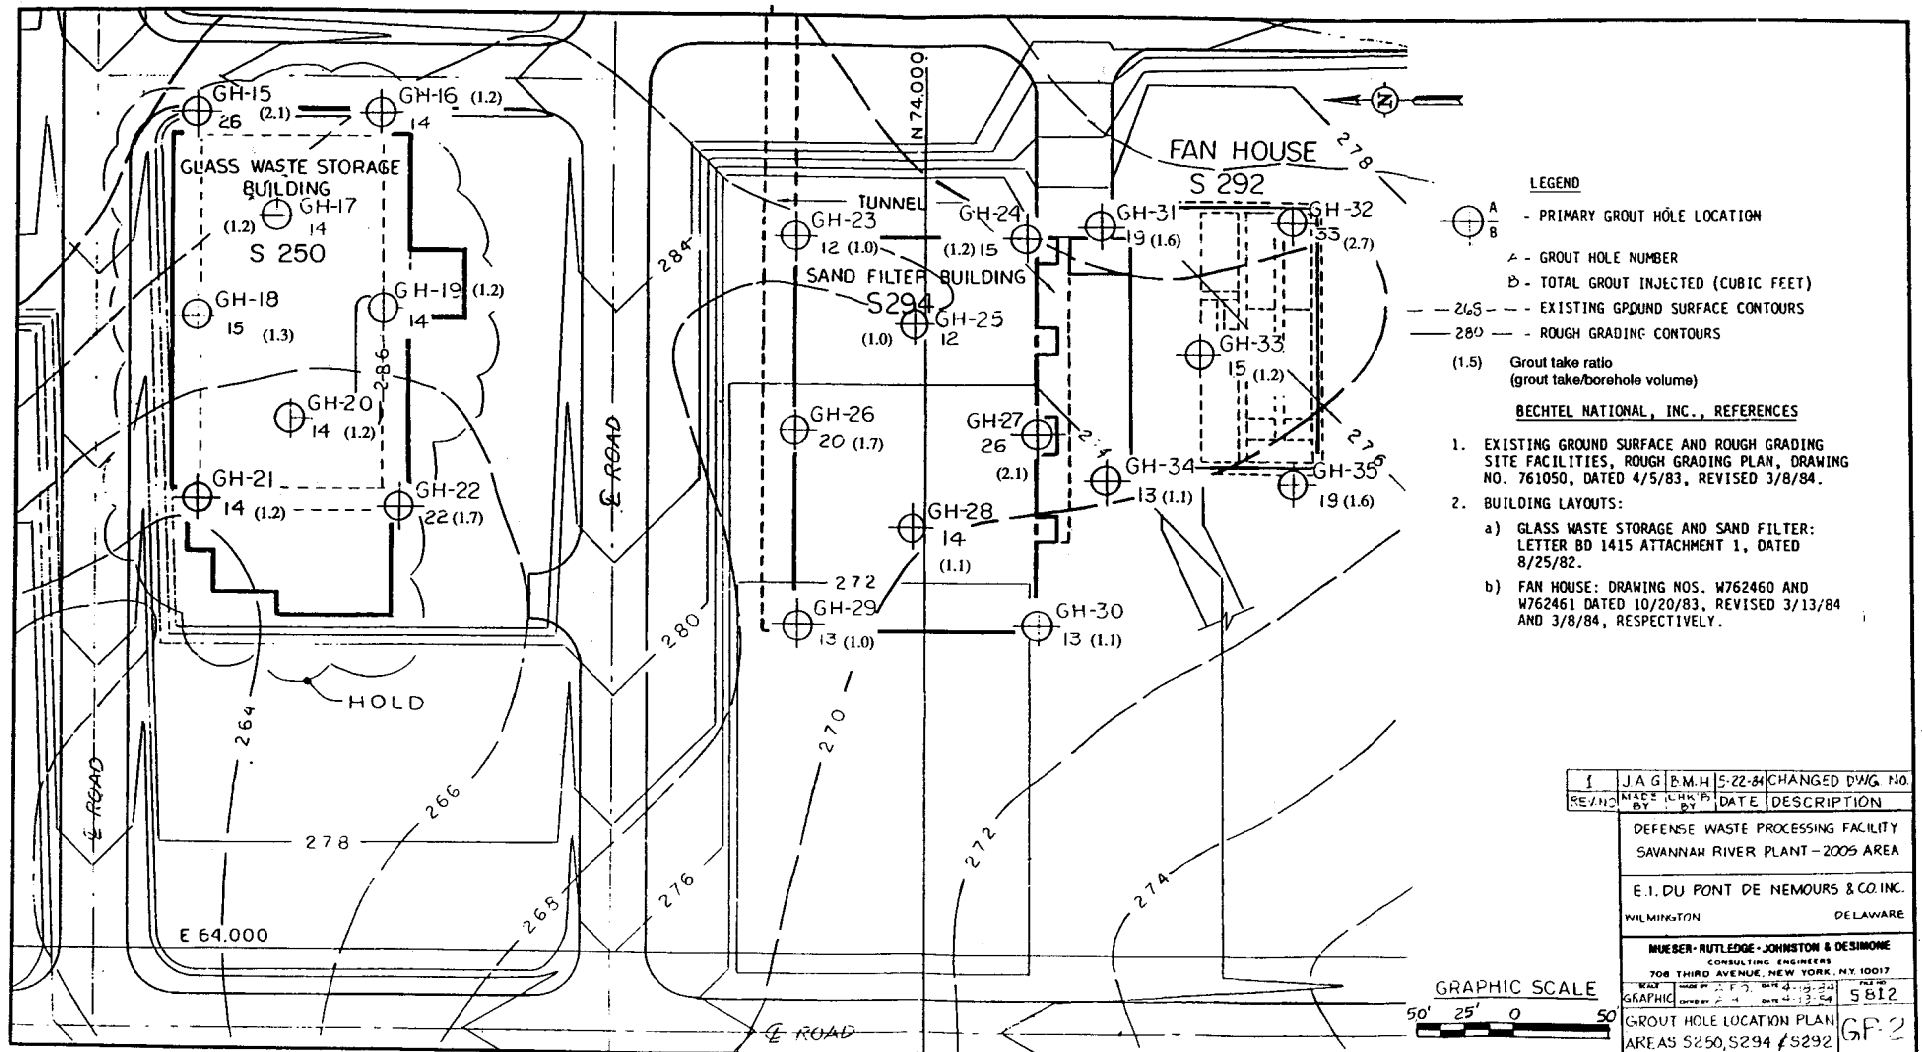 GH-15
26 (2.1)
GH-16 (1.2)
14
GLASS WASTE STORAGE
BUILDING
GH-17
(1.2) 14
S 250
GH-18
15 (1.3)
GH-19 (1.2)
14
286
GH-20
14 (1.2)
GH-21
14 (1.2)
GH-22
22 (1.7)
HOLD
264
266
278
268
276
E 64.000
℄ ROAD
℄ ROAD
℄ ROAD
284
280
N 74.000
TUNNEL
GH-23
12 (1.0)
GH-24
(1.2) 15
SAND FILTER BUILDING
S294
GH-25
(1.0) 12
GH-26
20 (1.7)
GH-27
26
(2.1)
GH-28
14
(1.1)
272
GH-29
13 (1.0)
GH-30
13 (1.1)
270
272
274
FAN HOUSE
S 292
278
GH-31
19 (1.6)
GH-32
33 (2.7)
GH-33
15 (1.2)
GH-34
13 (1.1)
GH-35
19 (1.6)
276
N
LEGEND
A
B
- PRIMARY GROUT HOLE LOCATION
A - GROUT HOLE NUMBER
B - TOTAL GROUT INJECTED (CUBIC FEET)
- 265 - - EXISTING GROUND SURFACE CONTOURS
280 - - ROUGH GRADING CONTOURS
(1.5) Grout take ratio
(grout take/borehole volume)
BECHTEL NATIONAL, INC., REFERENCES
1. EXISTING GROUND SURFACE AND ROUGH GRADING
SITE FACILITIES, ROUGH GRADING PLAN, DRAWING
NO. 761050, DATED 4/5/83, REVISED 3/8/84.
2. BUILDING LAYOUTS:
a) GLASS WASTE STORAGE AND SAND FILTER:
LETTER BD 1415 ATTACHMENT 1, DATED
8/25/82.
b) FAN HOUSE: DRAWING NOS. W762460 AND
W762461 DATED 10/20/83, REVISED 3/13/84
AND 3/8/84, RESPECTIVELY.
1 J.A.G B.M.H 5-22-84 CHANGED DWG. NO.
REV. NO MADE BY CHK'D BY DATE DESCRIPTION
DEFENSE WASTE PROCESSING FACILITY
SAVANNAH RIVER PLANT - 200S AREA
E.I. DU PONT DE NEMOURS & CO. INC.
WILMINGTON DELAWARE
MUESER • RUTLEDGE • JOHNSTON & DESIMONE
CONSULTING ENGINEERS
708 THIRD AVENUE, NEW YORK, N.Y. 10017
SCALE
GRAPHIC
FILE NO
5812
GROUT HOLE LOCATION PLAN
AREAS S250, S294 & S292
GP-2
GRAPHIC SCALE
50' 25' 0 50'